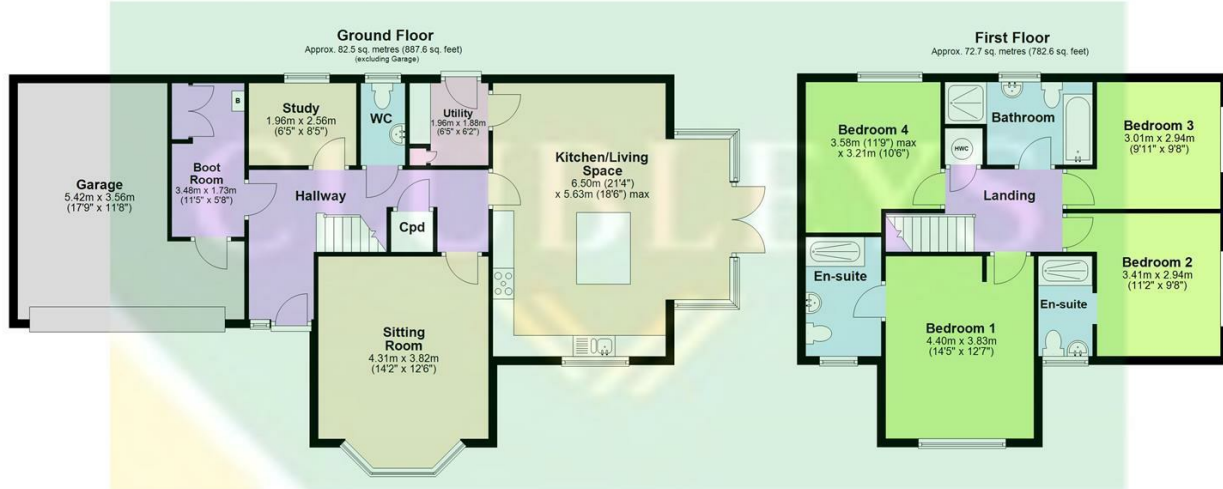 Ground Floor
Approx. 82.5 sq. metres (887.6 sq. feet)
(excluding Garage)
Garage
5.42m x 3.56m
(17'9" x 11'8")
Boot
Room
3.48m x 1.73m
(11'5" x 5'8")
B
Study
1.96m x 2.56m
(6'5" x 8'5")
WC
Utility
1.96m x 1.88m
(6'5" x 6'2")
Hallway
Cpd
Kitchen/Living
Space
6.50m (21'4")
x 5.63m (18'6") max
Sitting
Room
4.31m x 3.82m
(14'2" x 12'6")
First Floor
Approx. 72.7 sq. metres (782.6 sq. feet)
Bedroom 4
3.58m (11'9") max
x 3.21m (10'6")
HWC
Bathroom
Bedroom 3
3.01m x 2.94m
(9'11" x 9'8")
Landing
En-suite
Bedroom 1
4.40m x 3.83m
(14'5" x 12'7")
En-suite
Bedroom 2
3.41m x 2.94m
(11'2" x 9'8")